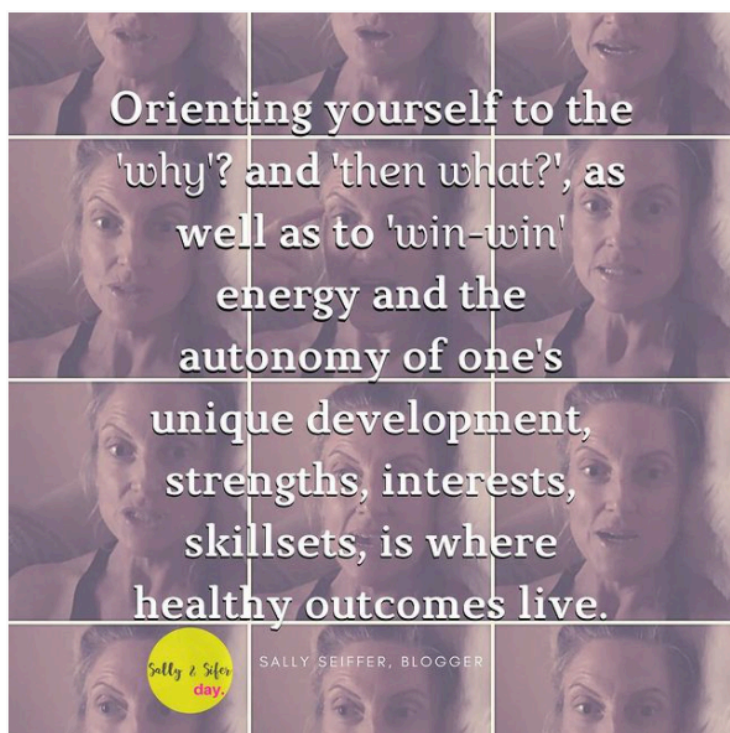 Orienting yourself to the
'why'? and 'then what?', as
well as to 'win-win'
energy and the
autonomy of one's
unique development,
strengths, interests,
skillsets, is where
healthy outcomes live.
Sally & Sifer
day.
SALLY SEIFFER, BLOGGER